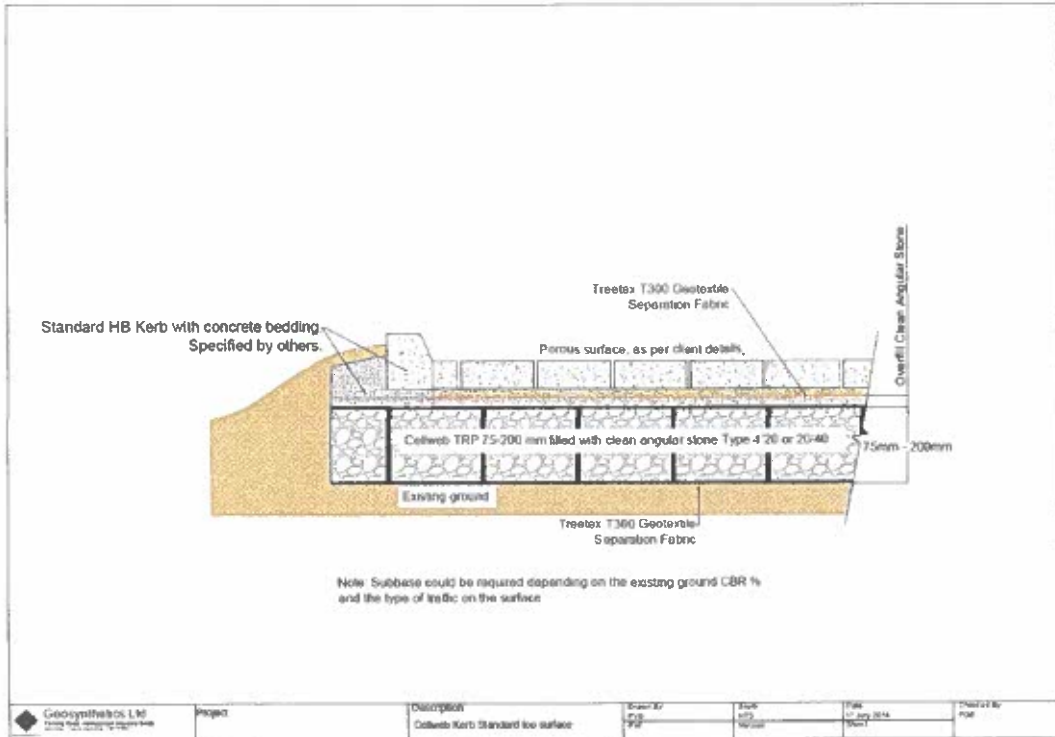 Overfill Clean Angular Stone
Treetex T300 Geotextile
Separation Fabric
Standard HB Kerb with concrete bedding.
Specified by others.
Porous surface, as per client details,
Cellweb TRP 75-200 mm filled with clean angular stone Type 4 20 or 20-40
75mm - 200mm
Existing ground
Treetex T300 Geotextile
Separation Fabric
Note: Subbase could be required depending on the existing ground CBR %
and the type of traffic on the surface
Geosynthetics Ltd
Project
Description
Cellweb Kerb Standard top surface
Drawn By
Scale
NTS
Date
Checked By